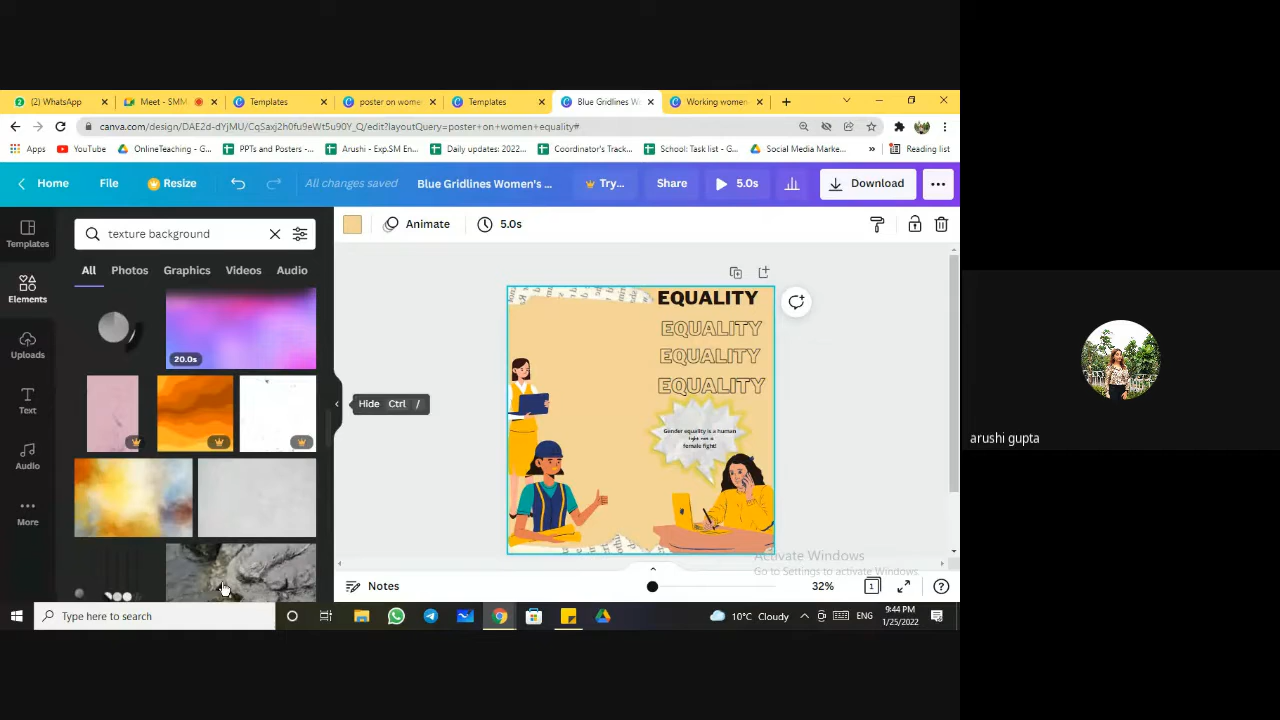 (2) WhatsApp
Meet - SMM
Templates
poster on wome
Templates
Blue Gridlines Wo
Working women
canva.com/design/DAE2d-dYjMU/CqSaxj2h0fu9eWt5u90Y_Q/edit?layoutQuery=poster+on+women+equality#
Apps
YouTube
OnlineTeaching - G...
PPTs and Posters -...
Arushi - Exp.SM En...
Daily updates: 2022...
Coordinator's Track...
School: Task list - G...
Social Media Marke...
»
Reading list
Home
File
Resize
All changes saved
Blue Gridlines Women's ...
Try...
Share
5.0s
Download
Templates
Elements
Uploads
Text
Audio
More
texture background
All
Photos
Graphics
Videos
Audio
20.0s
Animate
5.0s
Hide Ctrl /
EQUALITY
EQUALITY
EQUALITY
EQUALITY
Gender equality is a human
fight not a
female fight!
arushi gupta
Activate Windows
Go to Settings to activate Windows.
Notes
32%
1
Type here to search
10°C Cloudy
ENG
9:44 PM
1/25/2022